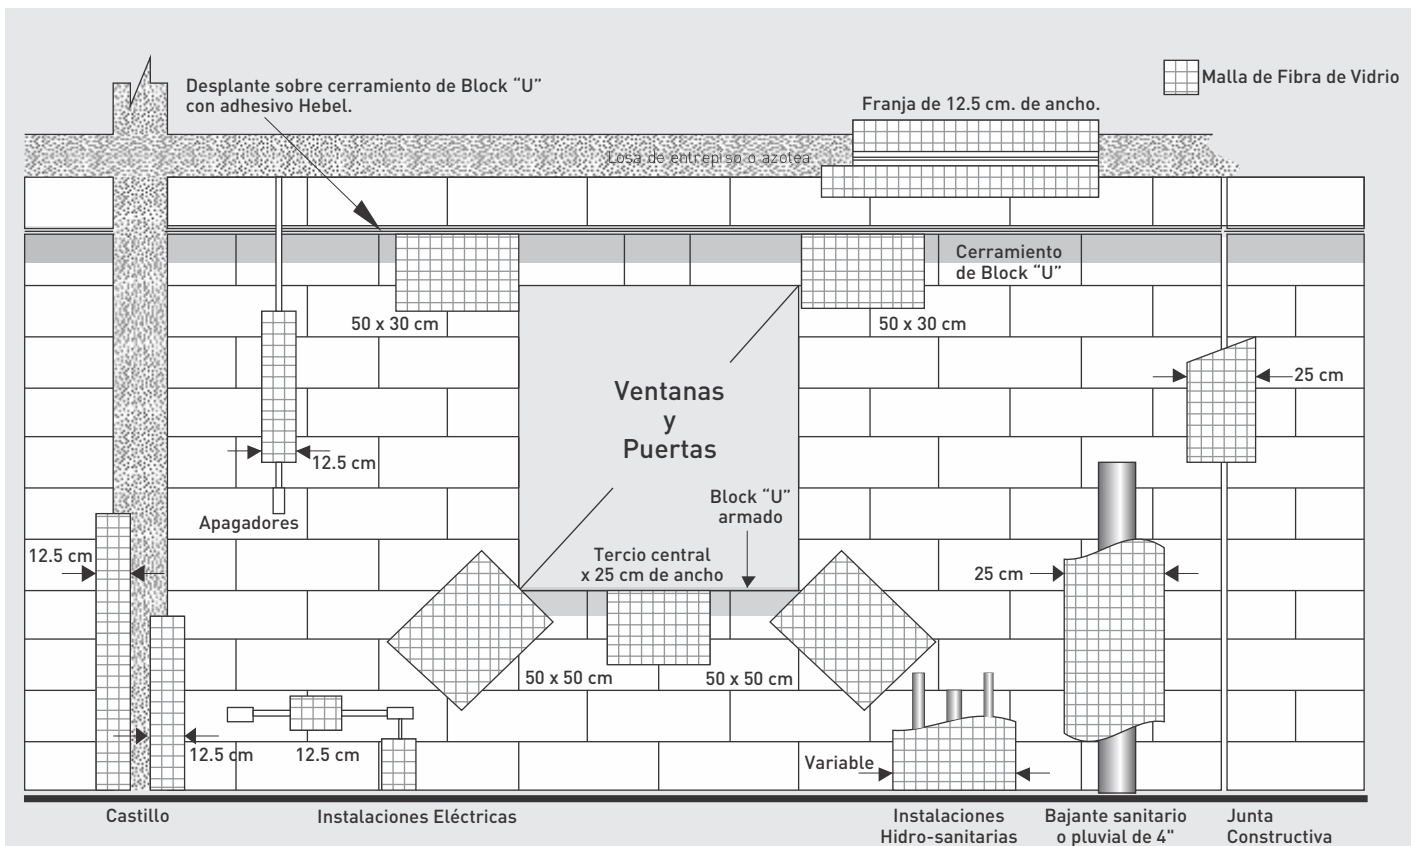 Desplante sobre cerramiento de Block “U”
con adhesivo Hebel.
Malla de Fibra de Vidrio
Franja de 12.5 cm. de ancho.
Losa de entrepiso o azotea
Cerramiento
de Block “U”
50 x 30 cm
50 x 30 cm
Ventanas
y
Puertas
25 cm
12.5 cm
Apagadores
Block “U”
armado
12.5 cm
Tercio central
x 25 cm de ancho
25 cm
50 x 50 cm
50 x 50 cm
12.5 cm
12.5 cm
Variable
Castillo
Instalaciones Eléctricas
Instalaciones
Hidro-sanitarias
Bajante sanitario
o pluvial de 4"
Junta
Constructiva